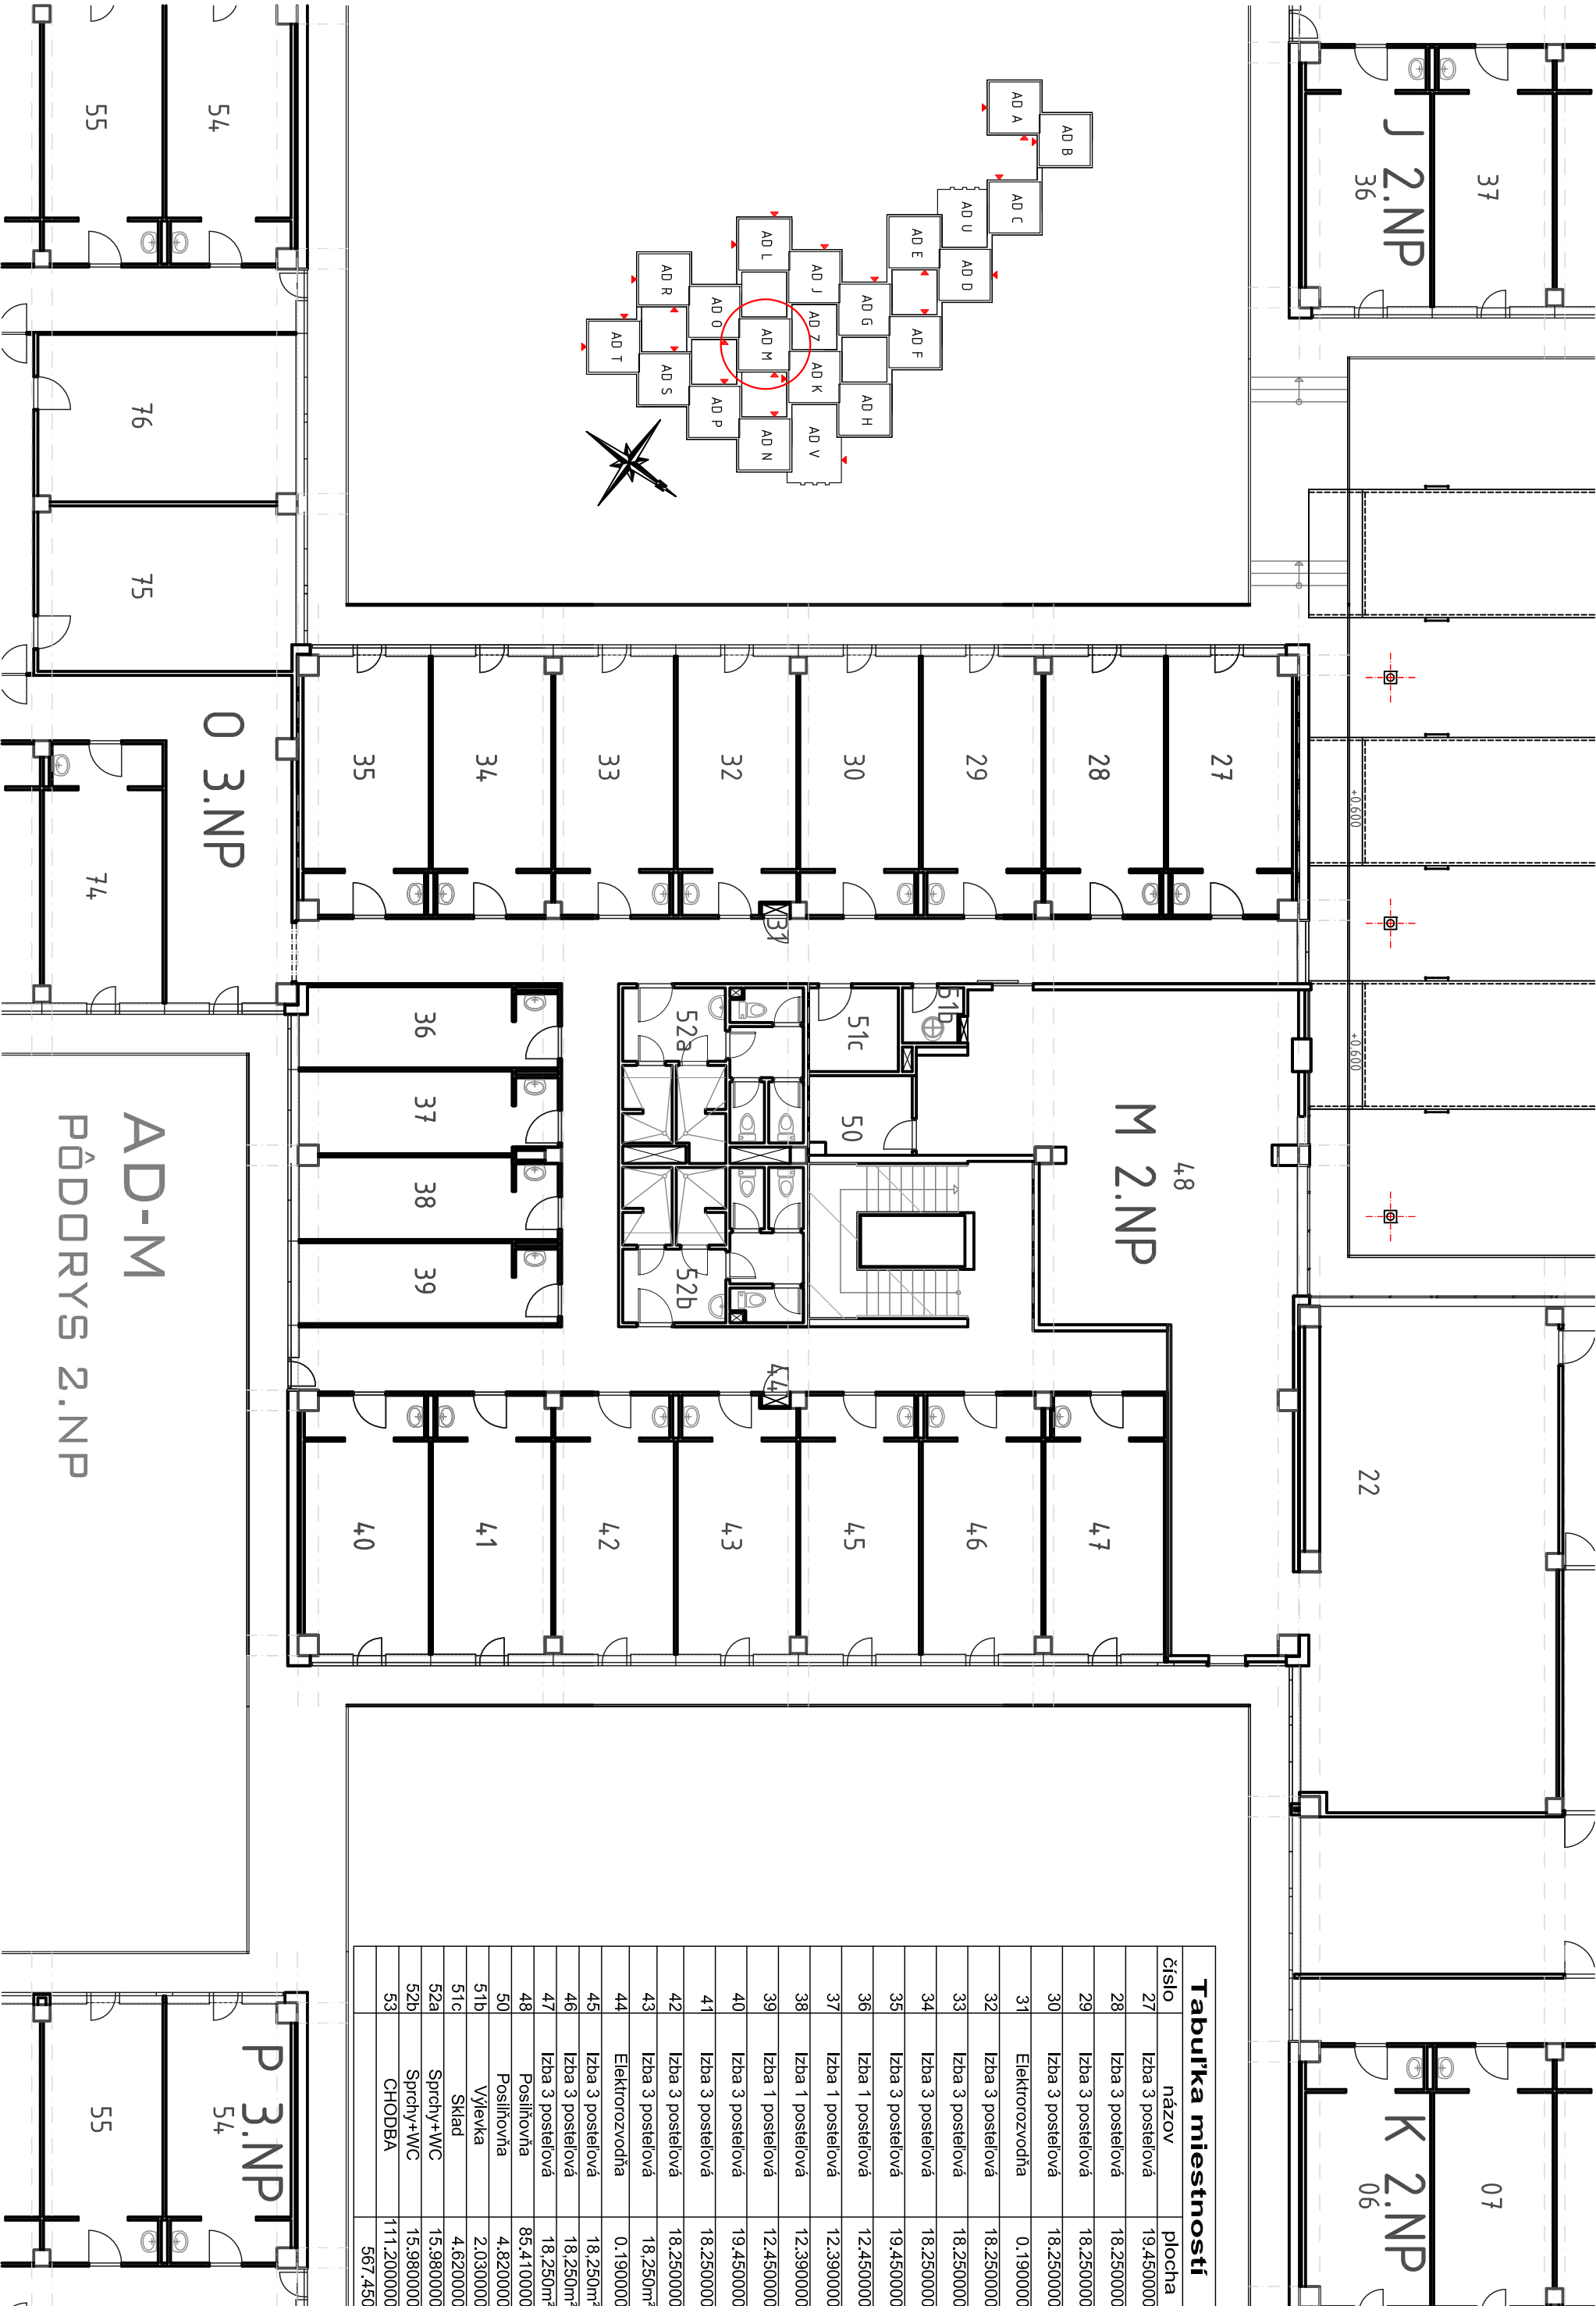 J 2.NP
36
37
54
55
76
75
O 3.NP
74
AD A
AD B
AD C
AD U
AD D
AD E
AD F
AD G
AD H
AD J
AD Z
AD K
AD V
AD L
AD M
AD N
AD O
AD P
AD R
AD S
AD T
+0.600
+0.600
27
28
29
30
31
32
33
34
35
36
37
38
39
40
41
42
43
44
45
46
47
M 2.NP
48
50
51b
51c
52a
52b
22
AD-M
PÔDORYS 2.NP
K 2.NP
06
07
P 3.NP
54
55
Tabuľka miestností
číslo názov plocha
27 Izba 3 posteľová 19.450000
28 Izba 3 posteľová 18.250000
29 Izba 3 posteľová 18.250000
30 Izba 3 posteľová 18.250000
31 Elektrorozvodňa 0.190000
32 Izba 3 posteľová 18.250000
33 Izba 3 posteľová 18.250000
34 Izba 3 posteľová 18.250000
35 Izba 3 posteľová 19.450000
36 Izba 1 posteľová 12.450000
37 Izba 1 posteľová 12.390000
38 Izba 1 posteľová 12.390000
39 Izba 1 posteľová 12.450000
40 Izba 3 posteľová 19.450000
41 Izba 3 posteľová 18.250000
42 Izba 3 posteľová 18.250000
43 Izba 3 posteľová 18,250m²
44 Elektrorozvodňa 0.190000
45 Izba 3 posteľová 18,250m²
46 Izba 3 posteľová 18,250m²
47 Izba 3 posteľová 18,250m²
48 Posilňovňa 85.410000
50 Posilňovňa 4.820000
51b Výlevka 2.030000
51c Sklad 4.620000
52a Sprchy+WC 15.980000
52b Sprchy+WC 15.980000
53 CHODBA 111.200000
567.450